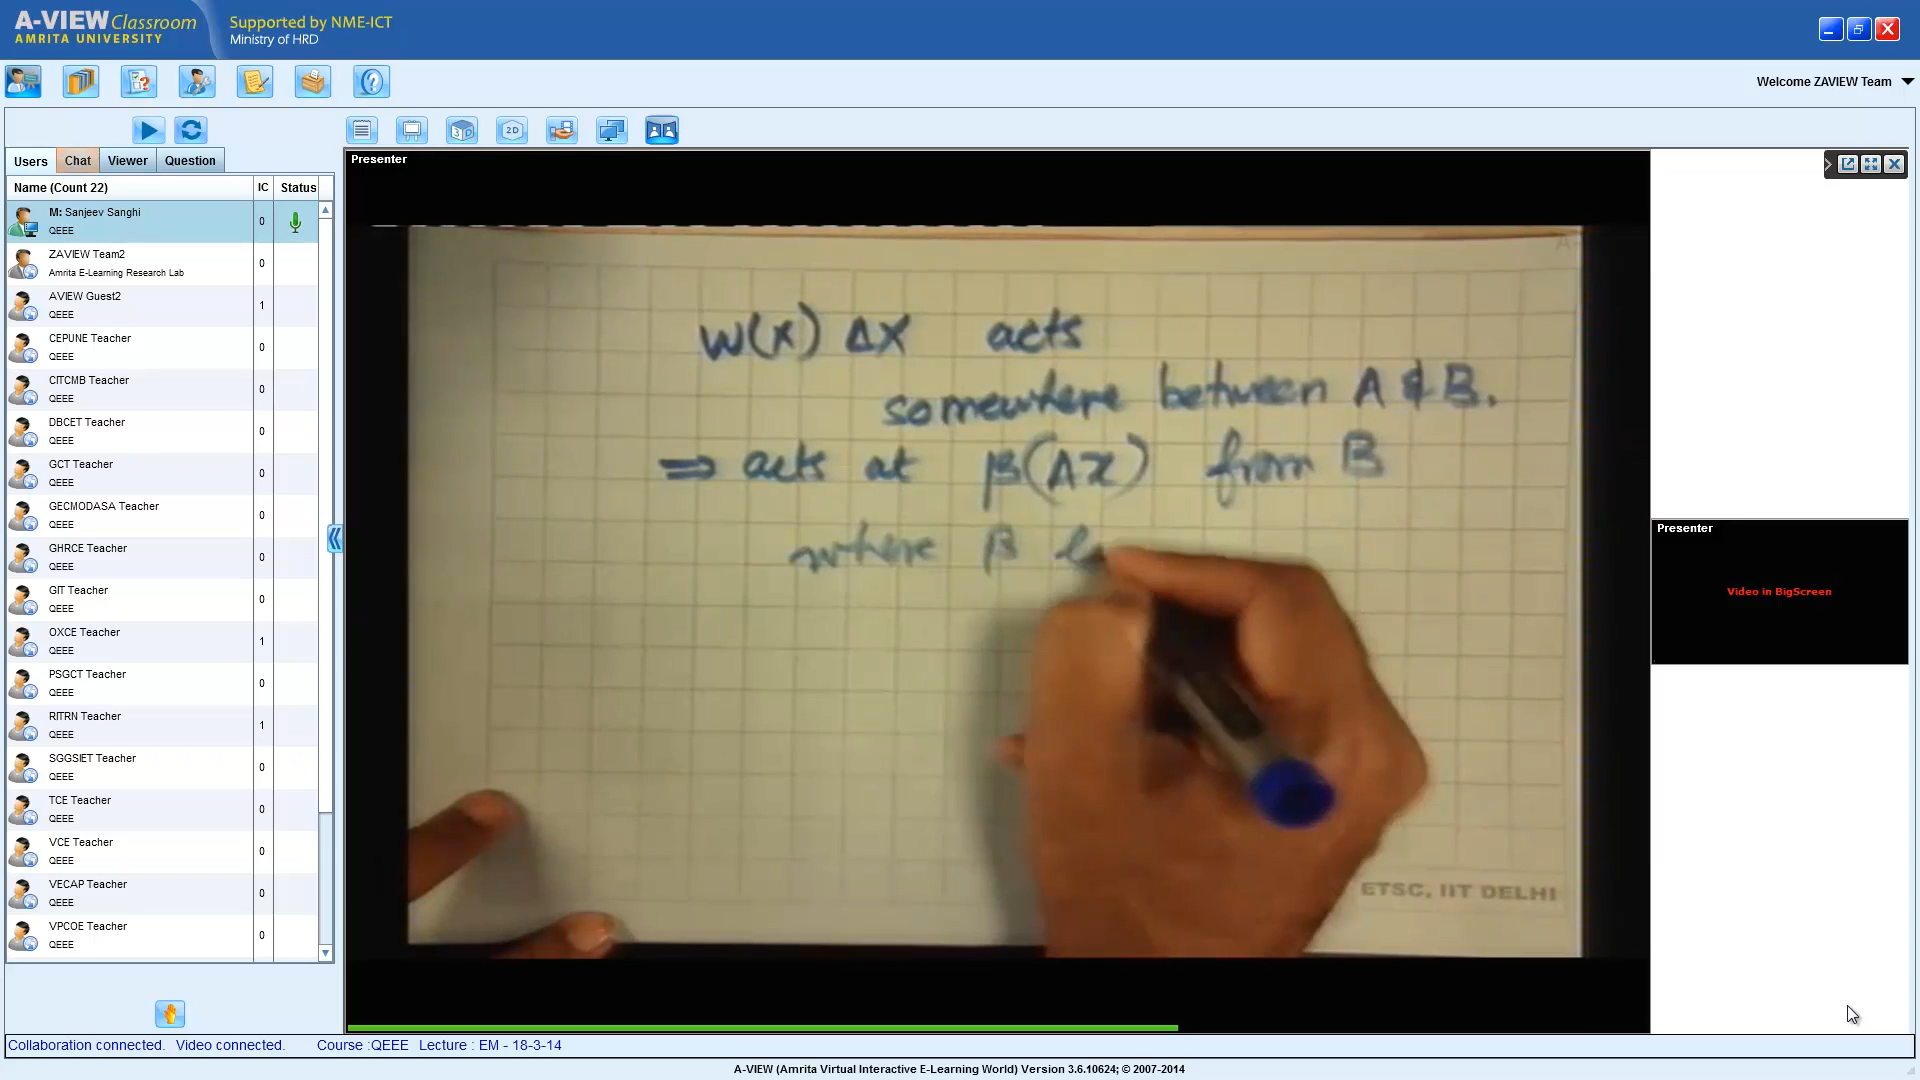 A-VIEW Classroom
AMRITA UNIVERSITY
Supported by NME-ICT
Ministry of HRD
Welcome ZAVIEW Team
3D
2D
Users
Chat
Viewer
Question
Name (Count 22) IC Status
M: Sanjeev Sanghi
QEEE
0
ZAVIEW Team2
Amrita E-Learning Research Lab
0
AVIEW Guest2
QEEE
1
CEPUNE Teacher
QEEE
0
CITCMB Teacher
QEEE
0
DBCET Teacher
QEEE
0
GCT Teacher
QEEE
0
GECMODASA Teacher
QEEE
0
GHRCE Teacher
QEEE
0
GIT Teacher
QEEE
0
OXCE Teacher
QEEE
1
PSGCT Teacher
QEEE
0
RITRN Teacher
QEEE
1
SGGSIET Teacher
QEEE
0
TCE Teacher
QEEE
0
VCE Teacher
QEEE
0
VECAP Teacher
QEEE
0
VPCOE Teacher
QEEE
0
Presenter
w(x) Δx acts
somewhere between A & B.
⇒ acts at β(Δx) from B
where β
ETSC, IIT DELHI
Presenter
Video in BigScreen
Collaboration connected. Video connected. Course :QEEE Lecture : EM - 18-3-14
A-VIEW (Amrita Virtual Interactive E-Learning World) Version 3.6.10624; © 2007-2014